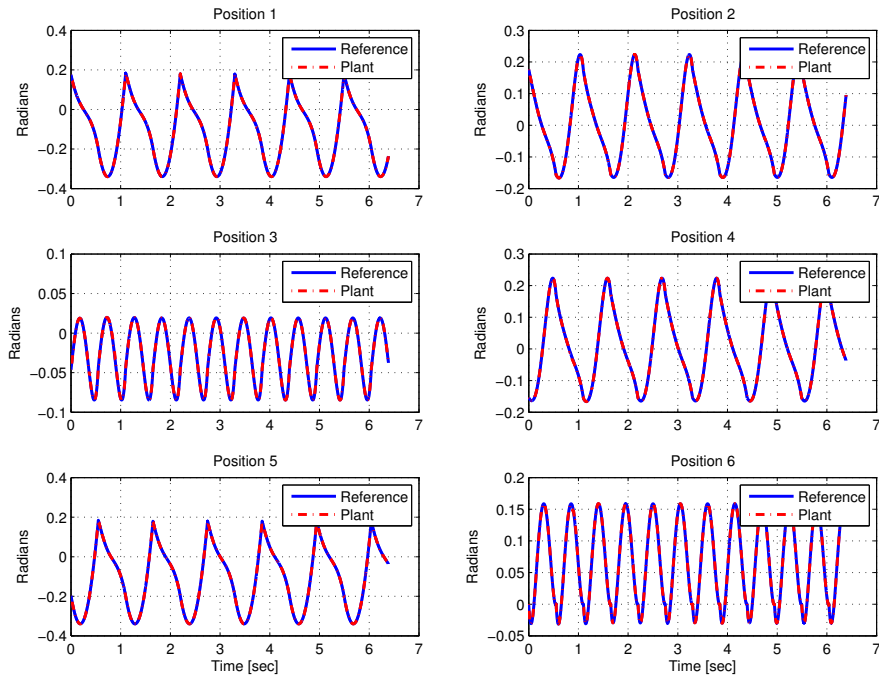 Position 1
0.4
0.2
0
−0.2
−0.4
Radians
0 1 2 3 4 5 6 7
Reference
Plant
Position 2
0.3
0.2
0.1
0
−0.1
−0.2
Radians
0 1 2 3 4 5 6 7
Reference
Plant
Position 3
0.1
0.05
0
−0.05
−0.1
Radians
0 1 2 3 4 5 6 7
Reference
Plant
Position 4
0.3
0.2
0.1
0
−0.1
−0.2
Radians
0 1 2 3 4 5 6 7
Reference
Plant
Position 5
0.4
0.2
0
−0.2
−0.4
Radians
0 1 2 3 4 5 6 7
Time [sec]
Reference
Plant
Position 6
0.2
0.15
0.1
0.05
0
−0.05
Radians
0 1 2 3 4 5 6 7
Time [sec]
Reference
Plant